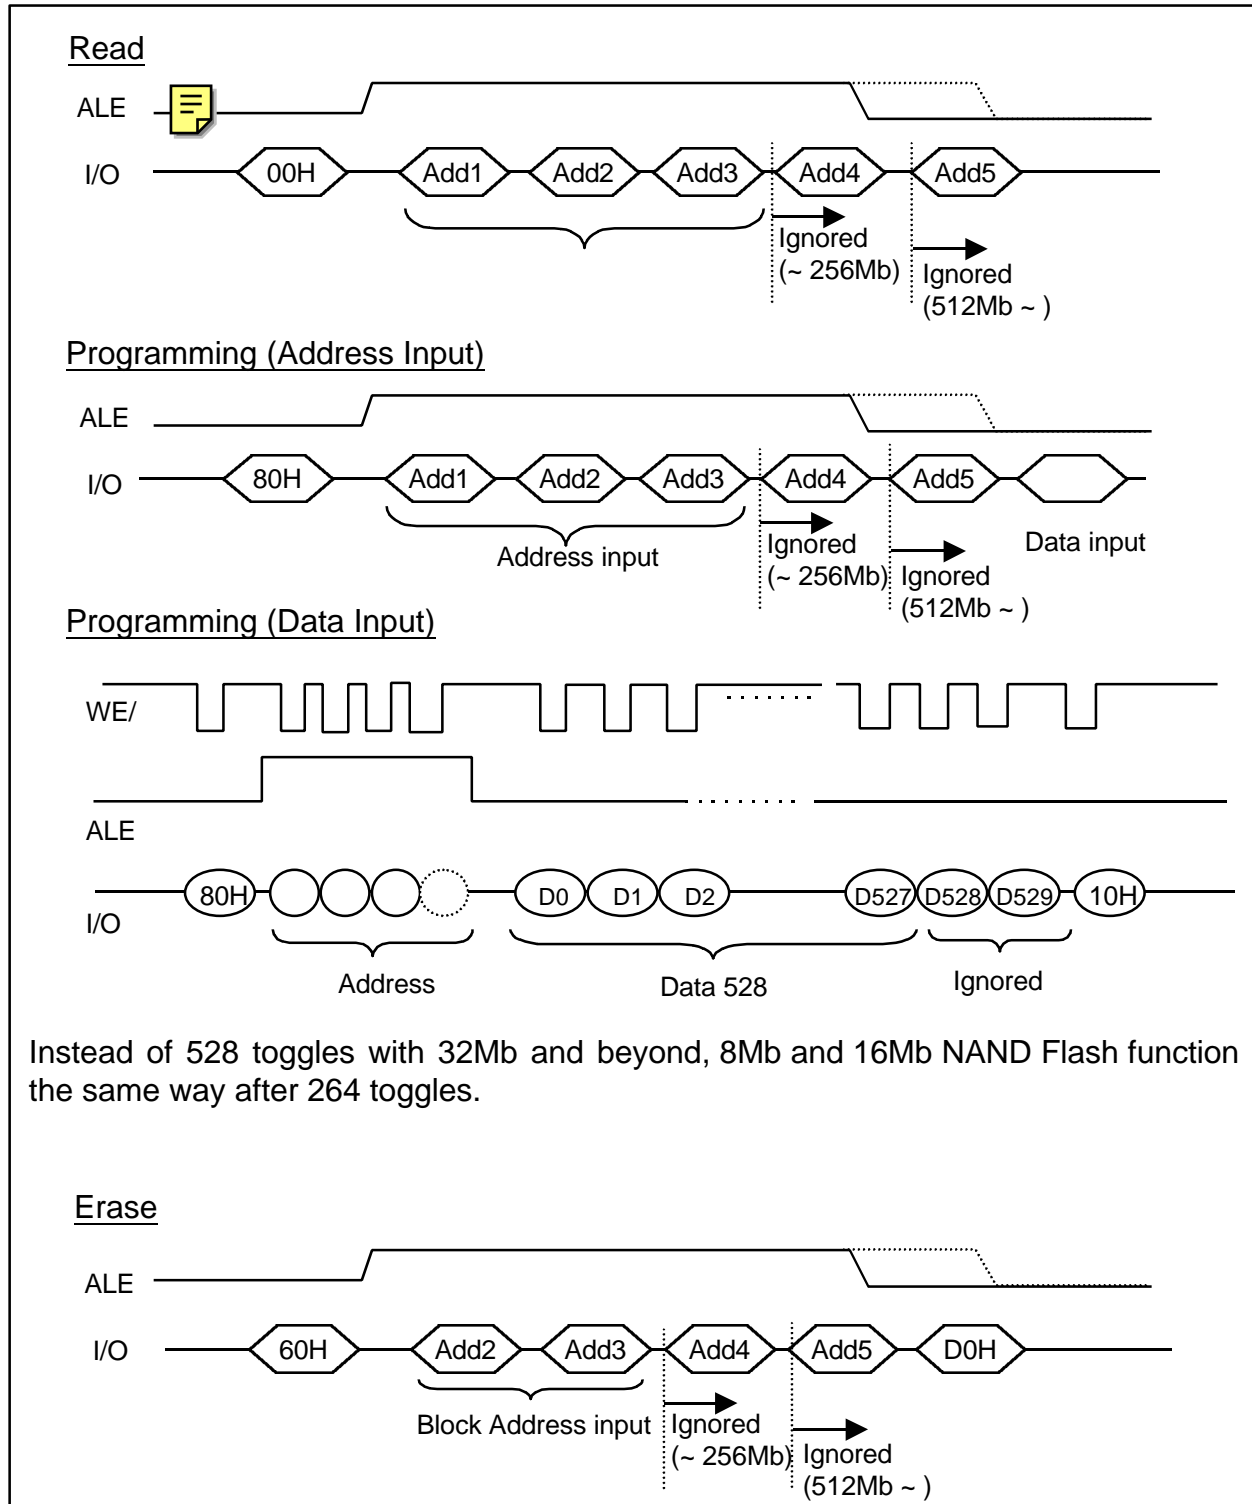 Read
ALE
I/O
00H Add1 Add2 Add3 Add4 Add5
Ignored
(~ 256Mb)
Ignored
(512Mb ~ )
Programming (Address Input)
ALE
I/O
80H Add1 Add2 Add3 Add4 Add5
Address input
Ignored
(~ 256Mb)
Ignored
(512Mb ~ )
Data input
Programming (Data Input)
WE/
ALE
I/O
80H D0 D1 D2 D527 D528 D529 10H
Address
Data 528
Ignored
Instead of 528 toggles with 32Mb and beyond, 8Mb and 16Mb NAND Flash function
the same way after 264 toggles.
Erase
ALE
I/O
60H Add2 Add3 Add4 Add5 D0H
Block Address input
Ignored
(~ 256Mb)
Ignored
(512Mb ~ )